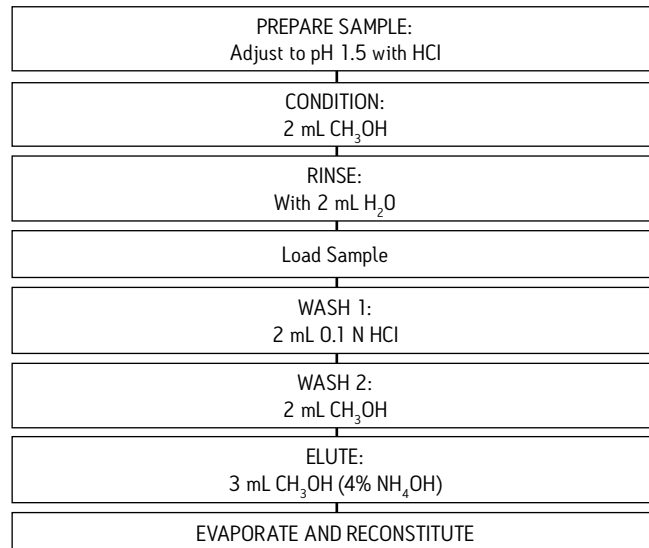 PREPARE SAMPLE:
Adjust to pH 1.5 with HCl
CONDITION:
2 mL CH₃OH
RINSE:
With 2 mL H₂O
Load Sample
WASH 1:
2 mL 0.1 N HCl
WASH 2:
2 mL CH₃OH
ELUTE:
3 mL CH₃OH (4% NH₄OH)
EVAPORATE AND RECONSTITUTE